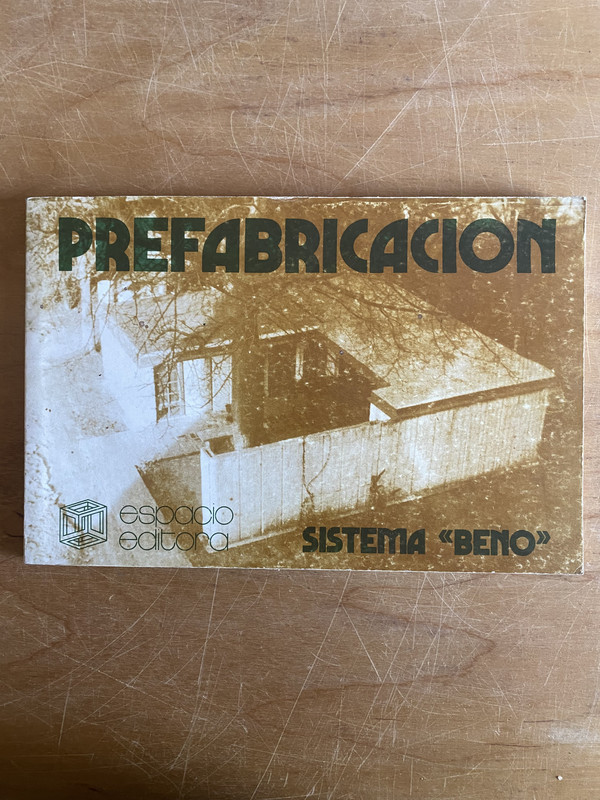 PREFABRICACION
espacio
editora
SISTEMA «BENO»